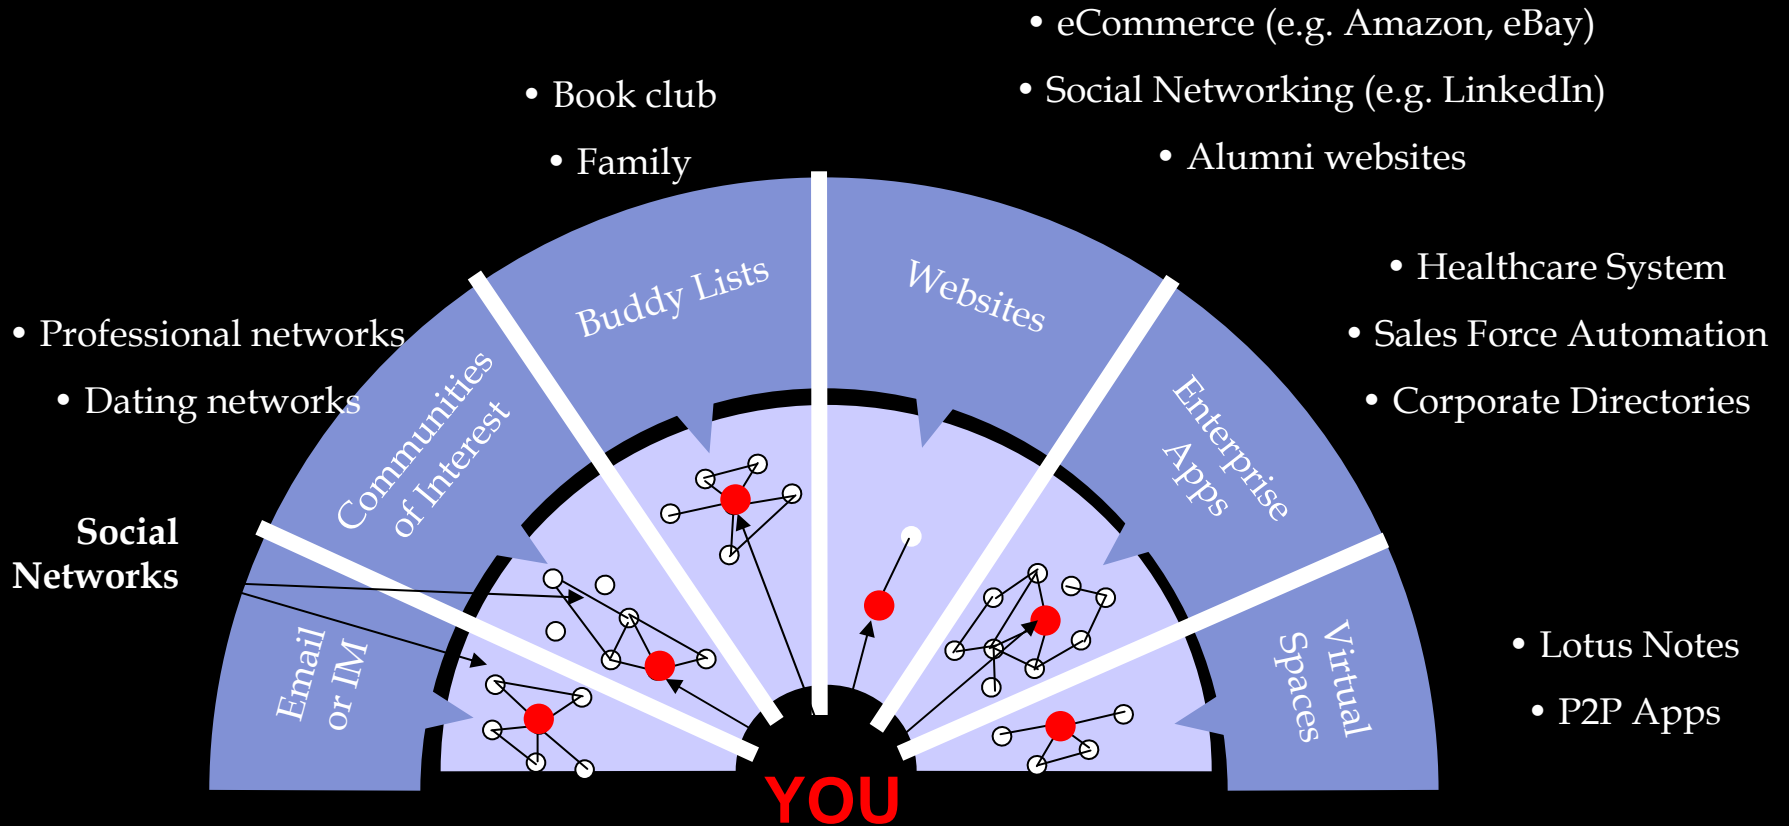 • eCommerce (e.g. Amazon, eBay)
• Social Networking (e.g. LinkedIn)
• Alumni websites
• Book club
• Family
• Healthcare System
• Sales Force Automation
• Corporate Directories
• Professional networks
• Dating networks
Buddy Lists
Websites
Communities
of Interest
Enterprise
Apps
Social
Networks
Email
or IM
Virtual
Spaces
• Lotus Notes
• P2P Apps
YOU